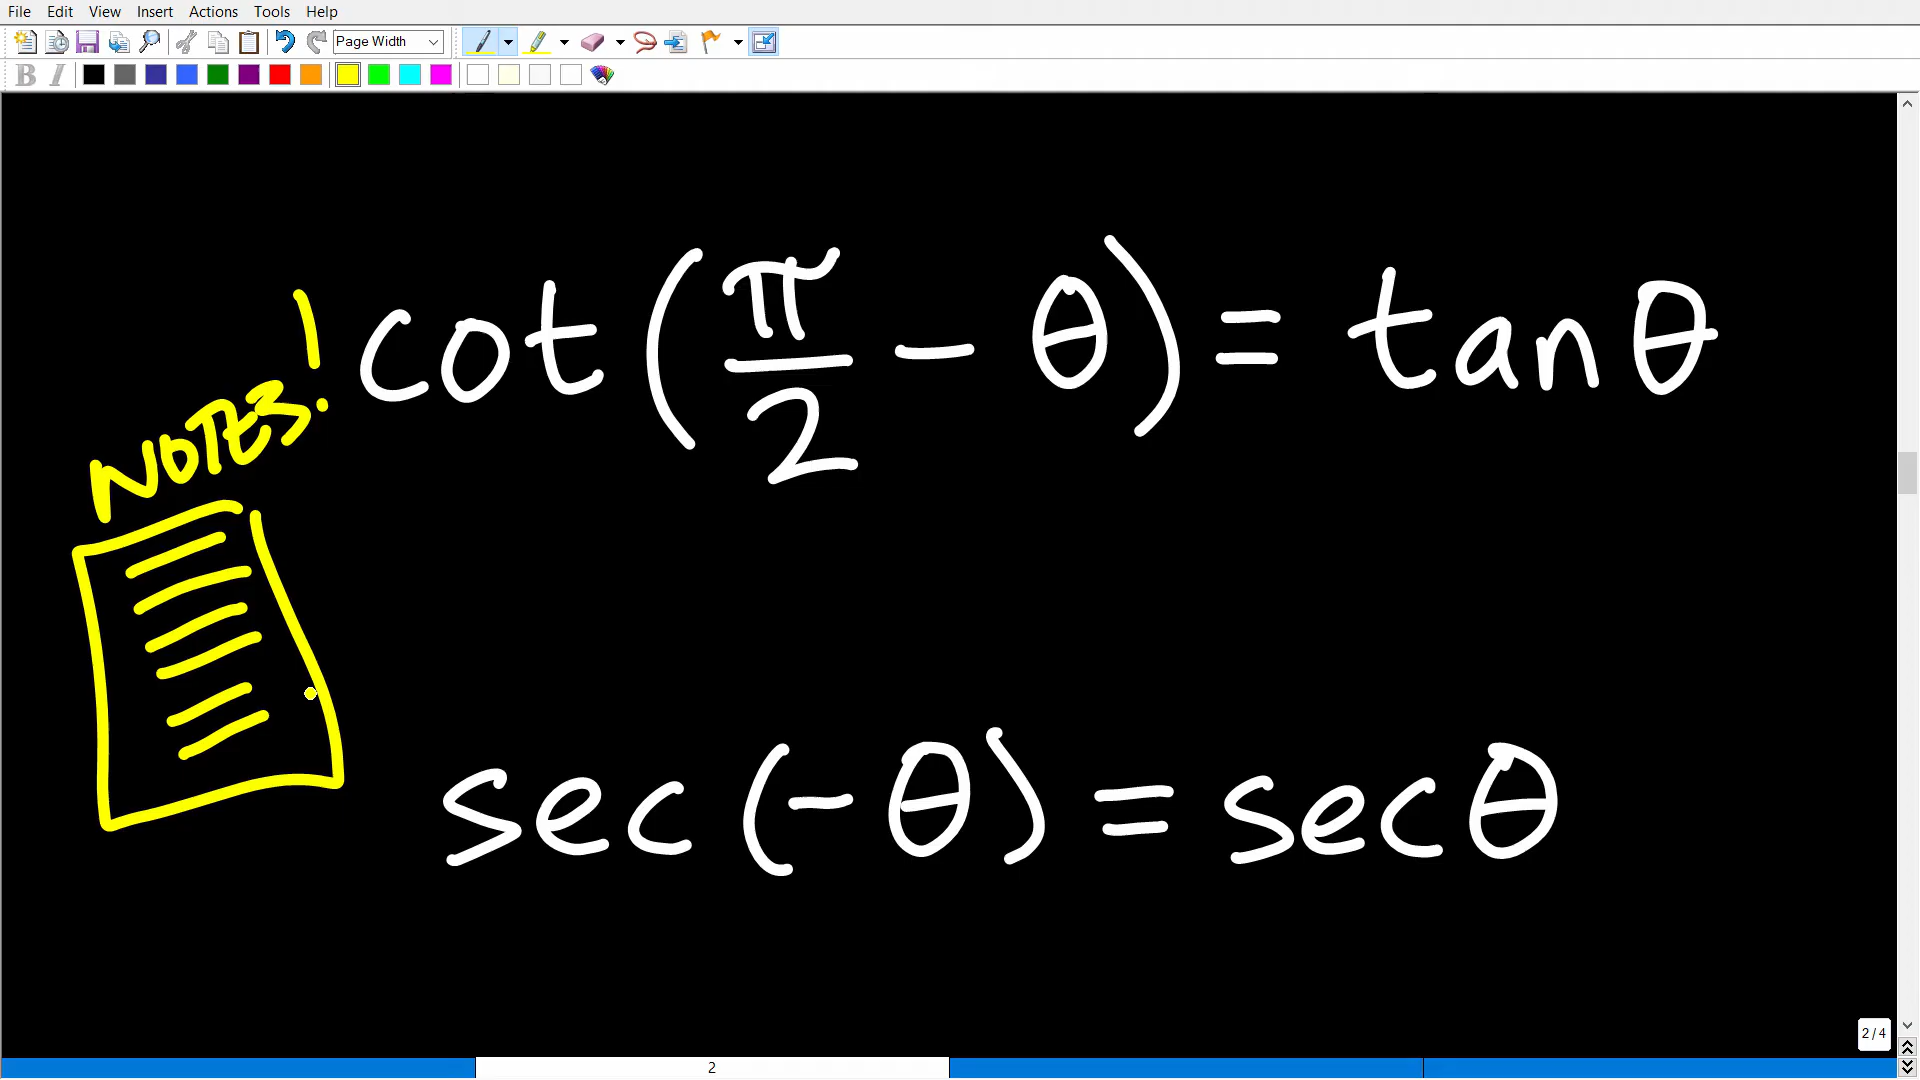 File Edit View Insert Actions Tools Help
Page Width
B I
NOTES!
cot(π/2 - θ) = tanθ
sec(-θ) = secθ
2/4
2